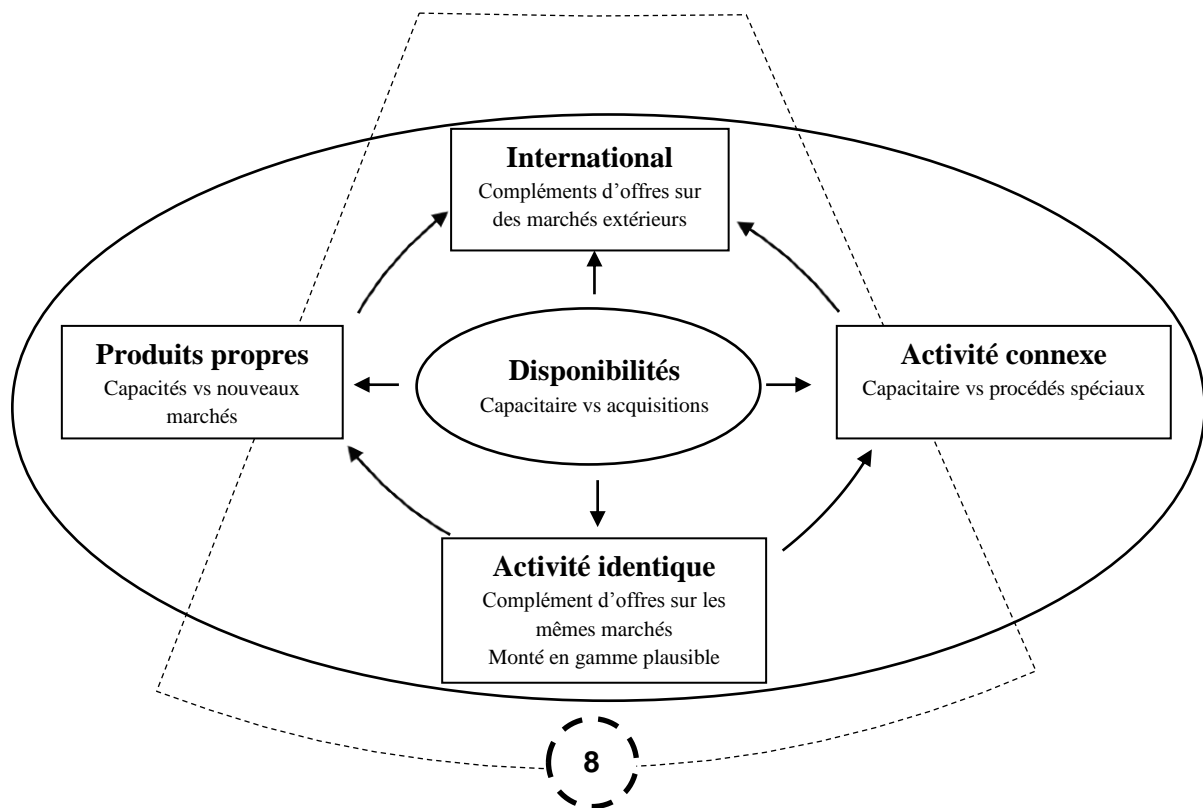 International
Compléments d’offres sur
des marchés extérieurs
Produits propres
Capacités vs nouveaux
marchés
Disponibilités
Capacitaire vs acquisitions
Activité connexe
Capacitaire vs procédés spéciaux
Activité identique
Complément d’offres sur les
mêmes marchés
Monté en gamme plausible
8